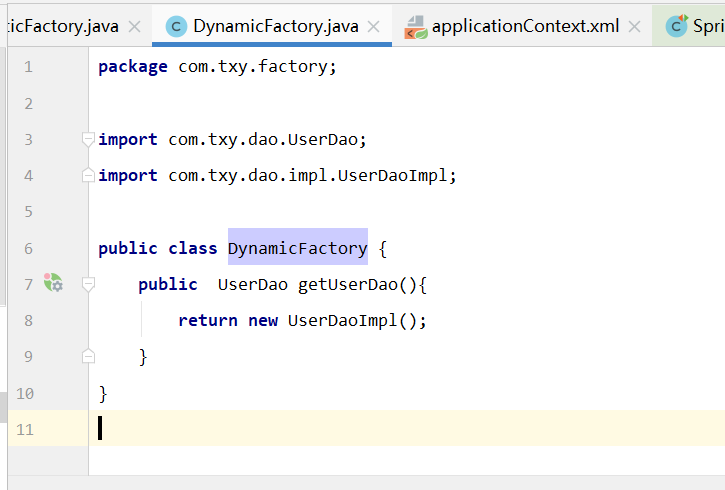 icFactory.java DynamicFactory.java applicationContext.xml Spri
1 package com.txy.factory;
2
3 import com.txy.dao.UserDao;
4 import com.txy.dao.impl.UserDaoImpl;
5
6 public class DynamicFactory {
7 public  UserDao getUserDao(){
8 return new UserDaoImpl();
9 }
10 }
11